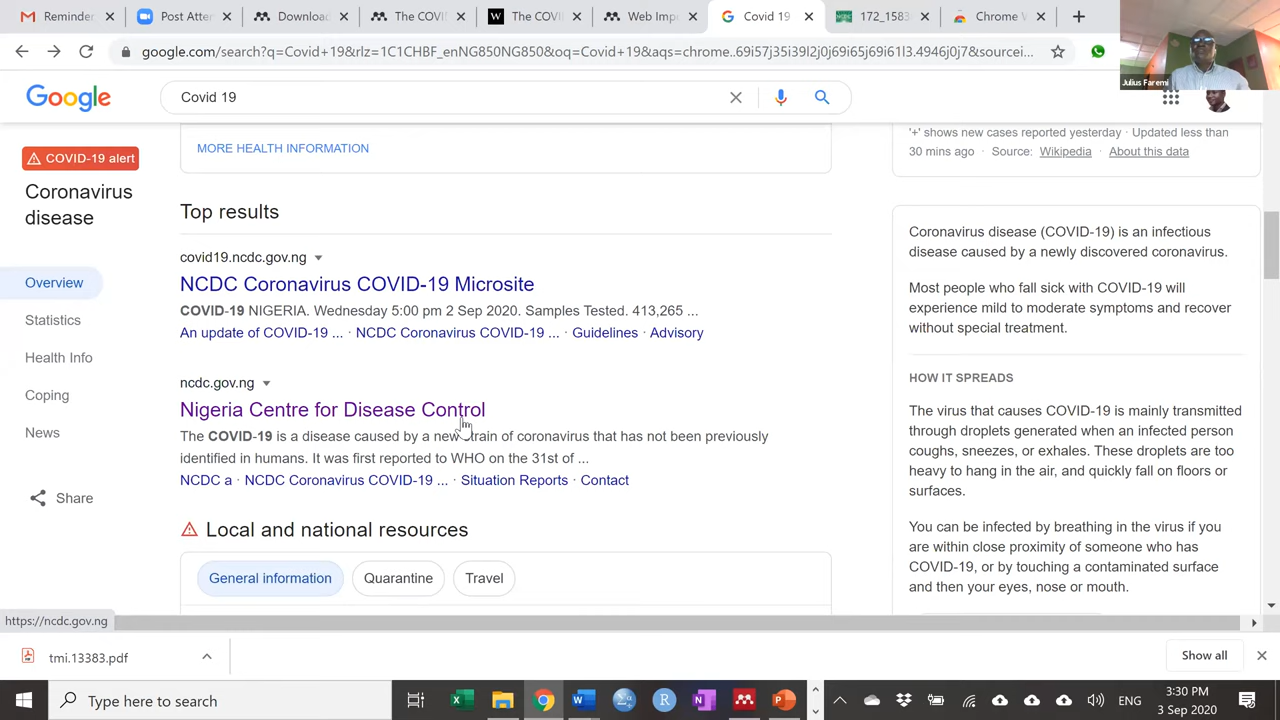 Reminder
Post Atter
Download
The COVID
The COVI
Web Impo
Covid 19
172_1583
Chrome W
google.com/search?q=Covid+19&rlz=1C1CHBF_enNG850NG850&oq=Covid+19&aqs=chrome..69i57j35i39l2j0j69i65j69i61l3.4946j0j7&sourcei...
Julius Faremi
Google
Covid 19
MORE HEALTH INFORMATION
'+' shows new cases reported yesterday · Updated less than
30 mins ago · Source: Wikipedia · About this data
COVID-19 alert
Coronavirus
disease
Overview
Statistics
Health Info
Coping
News
Share
Top results
covid19.ncdc.gov.ng
NCDC Coronavirus COVID-19 Microsite
COVID-19 NIGERIA. Wednesday 5:00 pm 2 Sep 2020. Samples Tested. 413,265 ...
An update of COVID-19 ... · NCDC Coronavirus COVID-19 ... · Guidelines · Advisory
ncdc.gov.ng
Nigeria Centre for Disease Control
The COVID-19 is a disease caused by a new strain of coronavirus that has not been previously
identified in humans. It was first reported to WHO on the 31st of ...
NCDC a · NCDC Coronavirus COVID-19 ... · Situation Reports · Contact
Local and national resources
General information
Quarantine
Travel
Coronavirus disease (COVID-19) is an infectious
disease caused by a newly discovered coronavirus.
Most people who fall sick with COVID-19 will
experience mild to moderate symptoms and recover
without special treatment.
HOW IT SPREADS
The virus that causes COVID-19 is mainly transmitted
through droplets generated when an infected person
coughs, sneezes, or exhales. These droplets are too
heavy to hang in the air, and quickly fall on floors or
surfaces.
You can be infected by breathing in the virus if you
are within close proximity of someone who has
COVID-19, or by touching a contaminated surface
and then your eyes, nose or mouth.
https://ncdc.gov.ng
tmi.13383.pdf
Show all
Type here to search
ENG
3:30 PM
3 Sep 2020